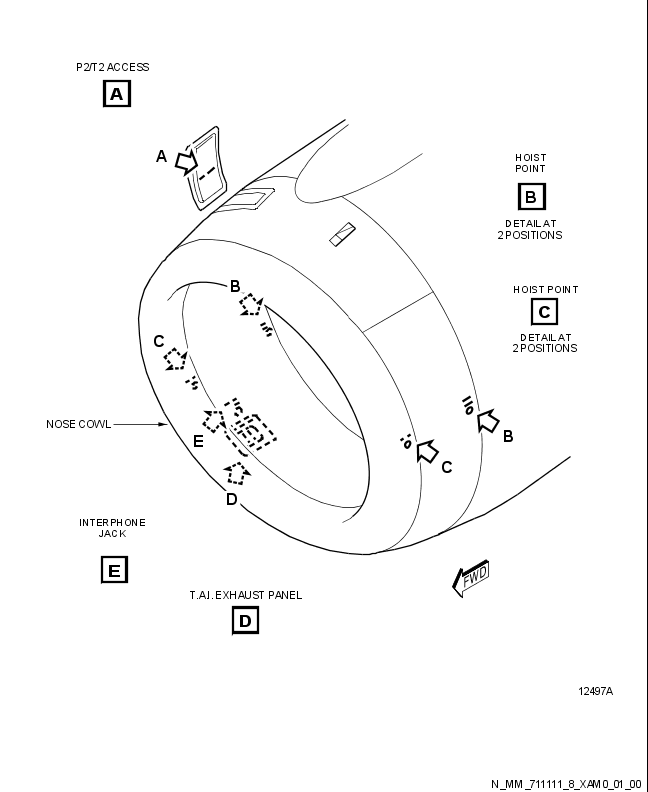 P2/T2 ACCESS
A
A
HOIST
POINT
B
DETAIL AT
2 POSITIONS
HOIST POINT
C
DETAIL AT
2 POSITIONS
B
C
NOSE COWL
E
D
B
C
INTERPHONE
JACK
E
T.A.I. EXHAUST PANEL
D
FWD
12497A
N_MM_711111_8_XAM0_01_00